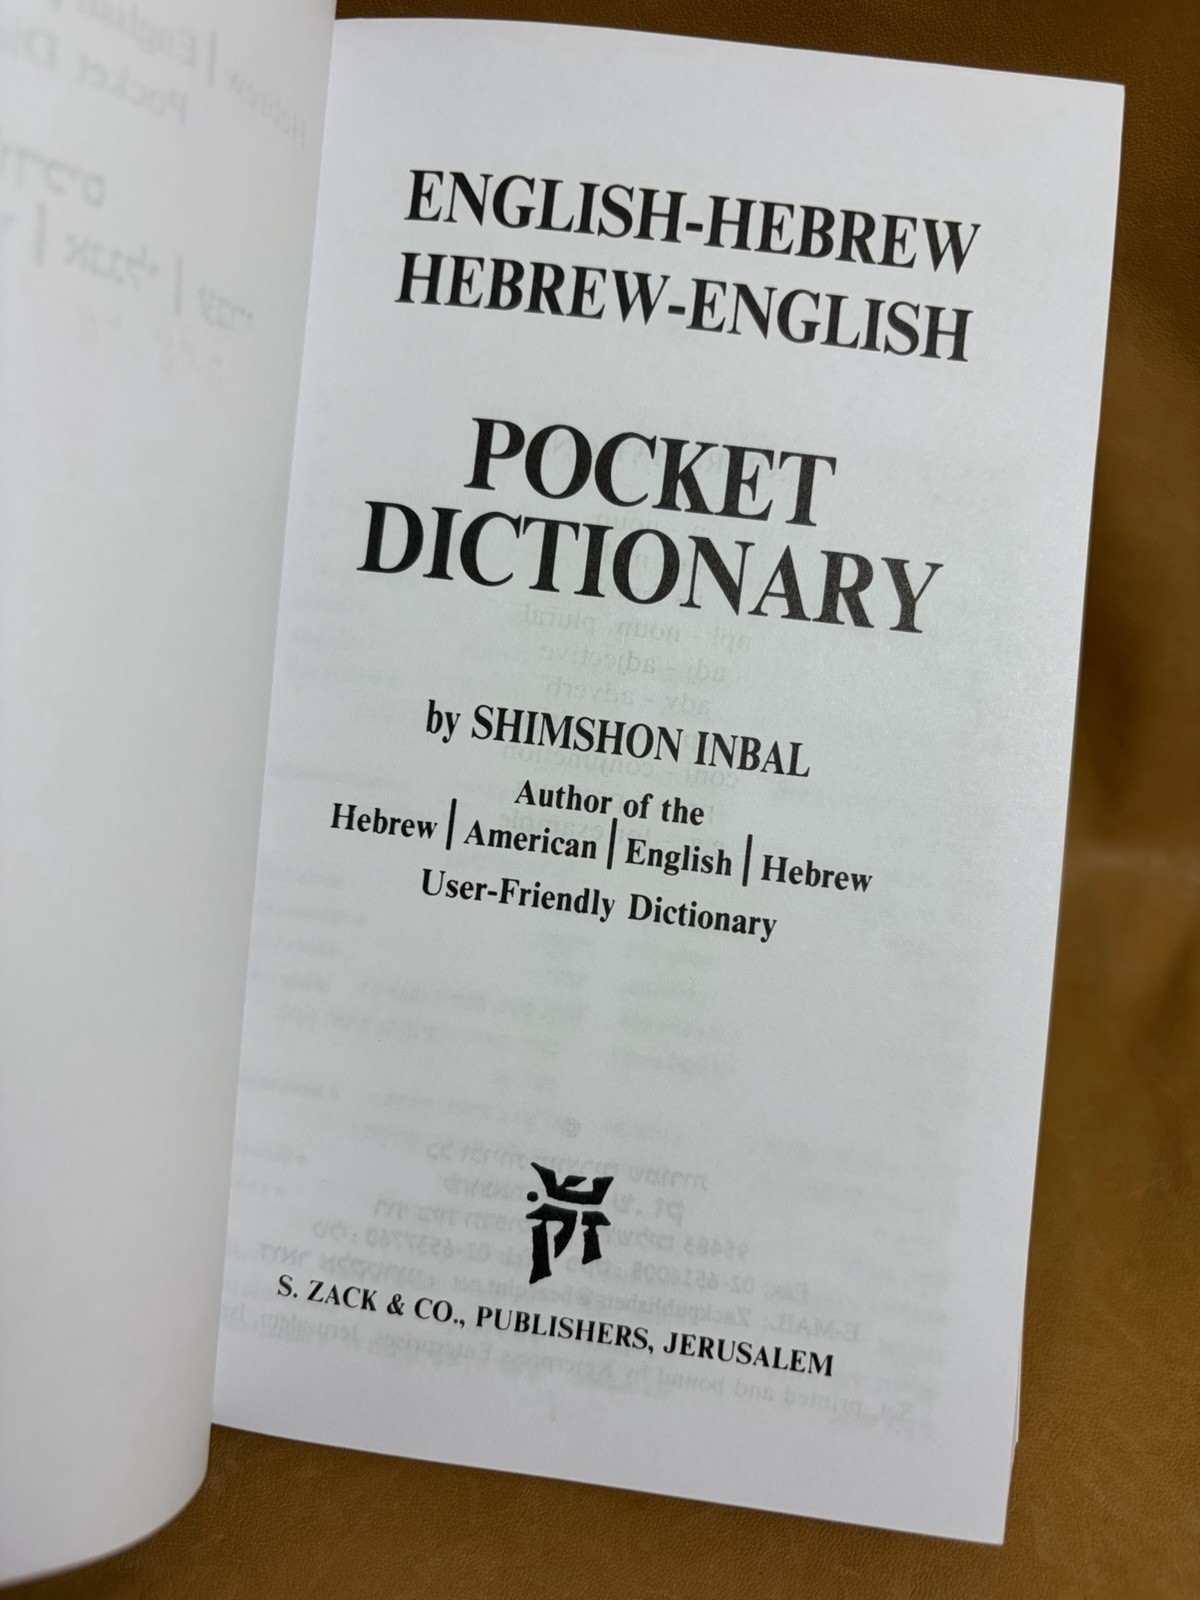 ENGLISH-HEBREW
HEBREW-ENGLISH
POCKET
DICTIONARY
by SHIMSHON INBAL
Author of the
Hebrew | American | English | Hebrew
User-Friendly Dictionary
ש. זק
S. ZACK & CO., PUBLISHERS, JERUSALEM